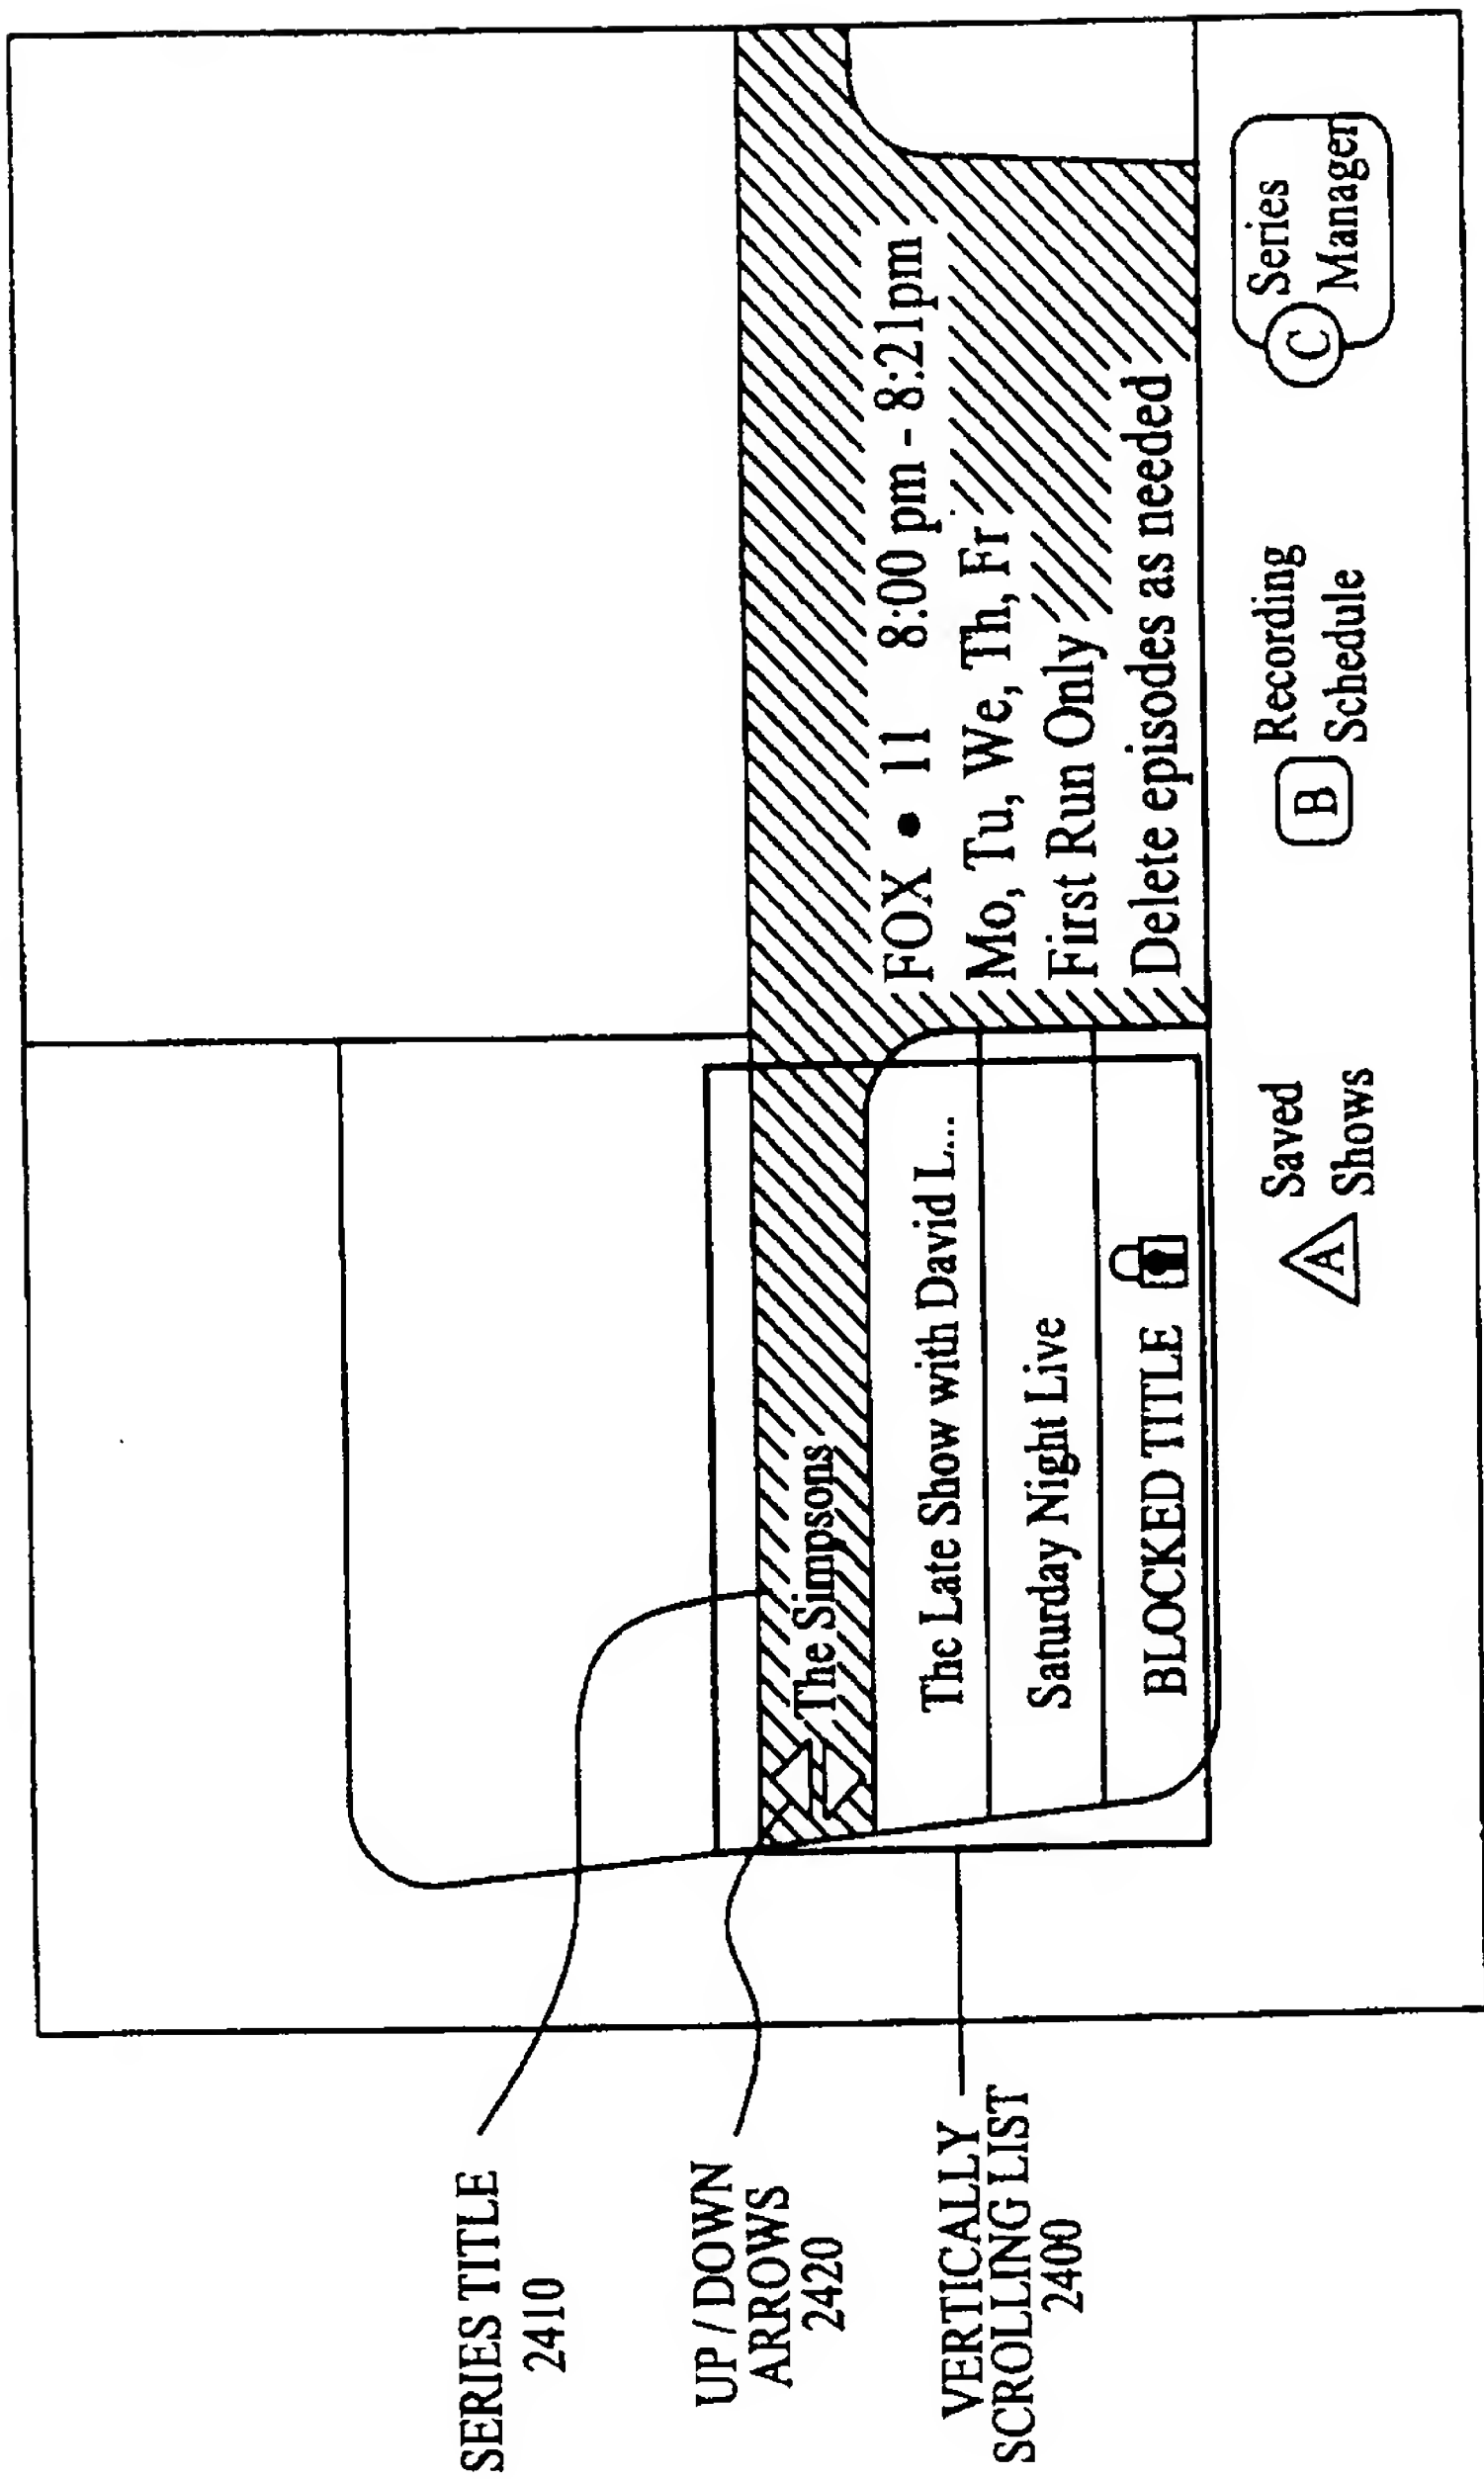 SERIES TITLE
2410
UP / DOWN
ARROWS
2420
VERTICALLY
SCROLLING LIST
2400
The Simpsons
The Late Show with David L...
Saturday Night Live
BLOCKED TITLE
FOX • 11 8:00 pm - 8:21pm
Mo, Tu, We, Th, Fr
First Run Only
Delete episodes as needed
A Saved
Shows
B Recording
Schedule
C Series
Manager